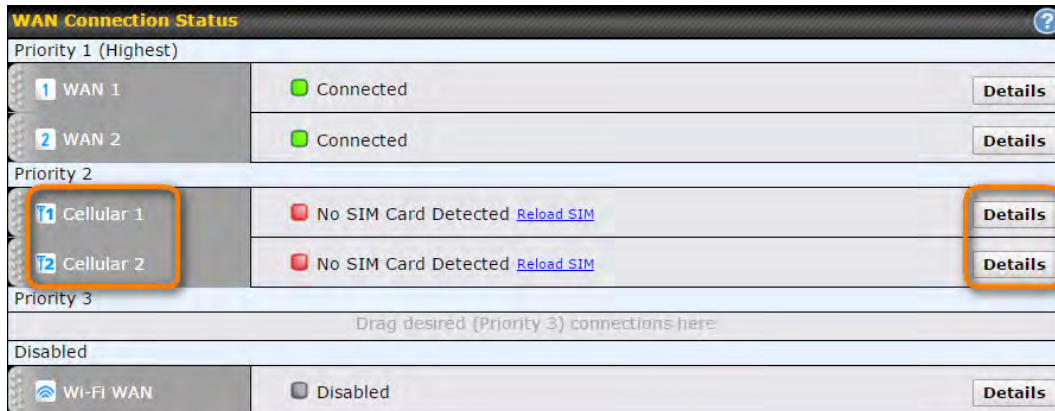 WAN Connection Status ?
Priority 1 (Highest)
1 WAN 1 Connected Details
2 WAN 2 Connected Details
Priority 2
1 Cellular 1 No SIM Card Detected Reload SIM Details
2 Cellular 2 No SIM Card Detected Reload SIM Details
Priority 3
Drag desired (Priority 3) connections here
Disabled
Wi-Fi WAN Disabled Details